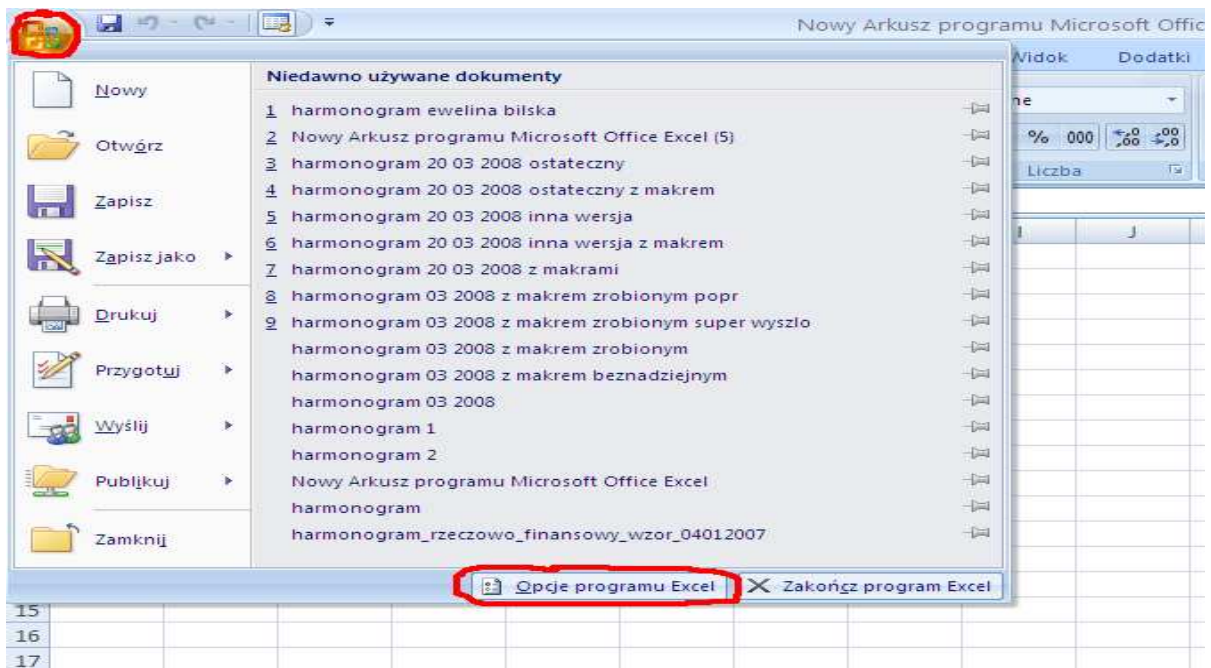 Nowy Arkusz programu Microsoft Offic
Widok Dodatki
Nowy
Otwórz
Zapisz
Zapisz jako
Drukuj
Przygotuj
Wyślij
Publikuj
Zamknij
Niedawno używane dokumenty
1 harmonogram ewelina bilska
2 Nowy Arkusz programu Microsoft Office Excel (5)
3 harmonogram 20 03 2008 ostateczny
4 harmonogram 20 03 2008 ostateczny z makrem
5 harmonogram 20 03 2008 inna wersja
6 harmonogram 20 03 2008 inna wersja z makrem
7 harmonogram 20 03 2008 z makrami
8 harmonogram 03 2008 z makrem zrobionym popr
9 harmonogram 03 2008 z makrem zrobionym super wyszlo
harmonogram 03 2008 z makrem zrobionym
harmonogram 03 2008 z makrem beznadziejnym
harmonogram 03 2008
harmonogram 1
harmonogram 2
Nowy Arkusz programu Microsoft Office Excel
harmonogram
harmonogram_rzeczowo_finansowy_wzor_04012007
Opcje programu Excel
Zakończ program Excel
ne
% 000 ,00 ,0
Liczba
I J
15
16
17